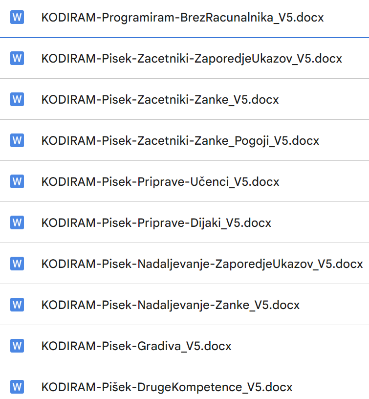 W KODIRAM-Programiram-BrezRacunalnika_V5.docx
W KODIRAM-Pisek-Zacetniki-ZaporedjeUkazov_V5.docx
W KODIRAM-Pisek-Zacetniki-Zanke_V5.docx
W KODIRAM-Pisek-Zacetniki-Zanke_Pogoji_V5.docx
W KODIRAM-Pisek-Priprave-Učenci_V5.docx
W KODIRAM-Pisek-Priprave-Dijaki_V5.docx
W KODIRAM-Pisek-Nadaljevanje-ZaporedjeUkazov_V5.docx
W KODIRAM-Pisek-Nadaljevanje-Zanke_V5.docx
W KODIRAM-Pisek-Gradiva_V5.docx
W KODIRAM-Pišek-DrugeKompetence_V5.docx